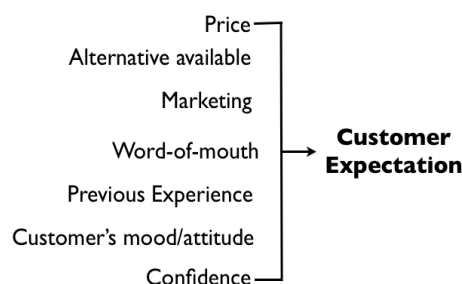 Price
Alternative available
Marketing
Word-of-mouth
Previous Experience
Customer's mood/attitude
Confidence
Customer
Expectation